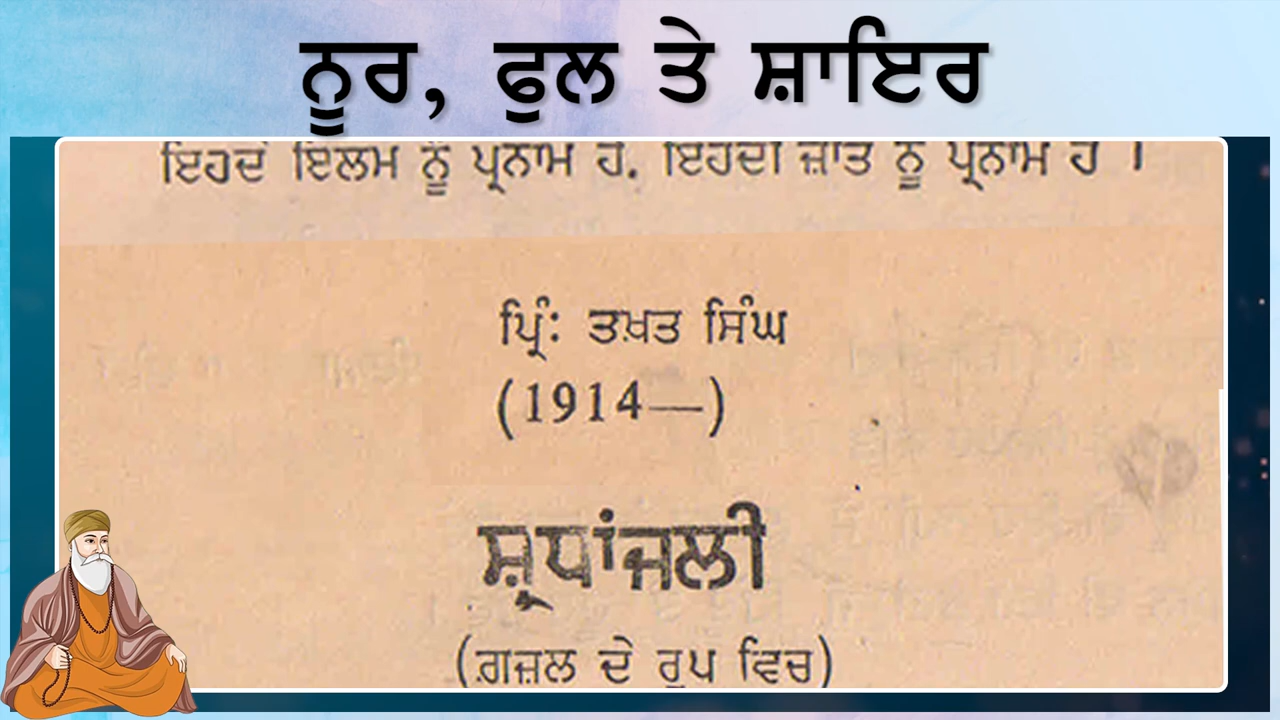 ਨੂਰ, ਫੁਲ ਤੇ ਸ਼ਾਇਰ
ਇਹਦੇ ਇਲਮ ਨੂੰ ਪ੍ਰਨਾਮ ਹੈ. ਇਹਦੀ ਜ਼ਾਤ ਨੂੰ ਪ੍ਰਨਾਮ ਹੈ ।
ਪ੍ਰਿੰ: ਤਖ਼ਤ ਸਿੰਘ
(1914—)
ਸ਼੍ਰਧਾਂਜਲੀ
(ਗ਼ਜ਼ਲ ਦੇ ਰੂਪ ਵਿਚ)